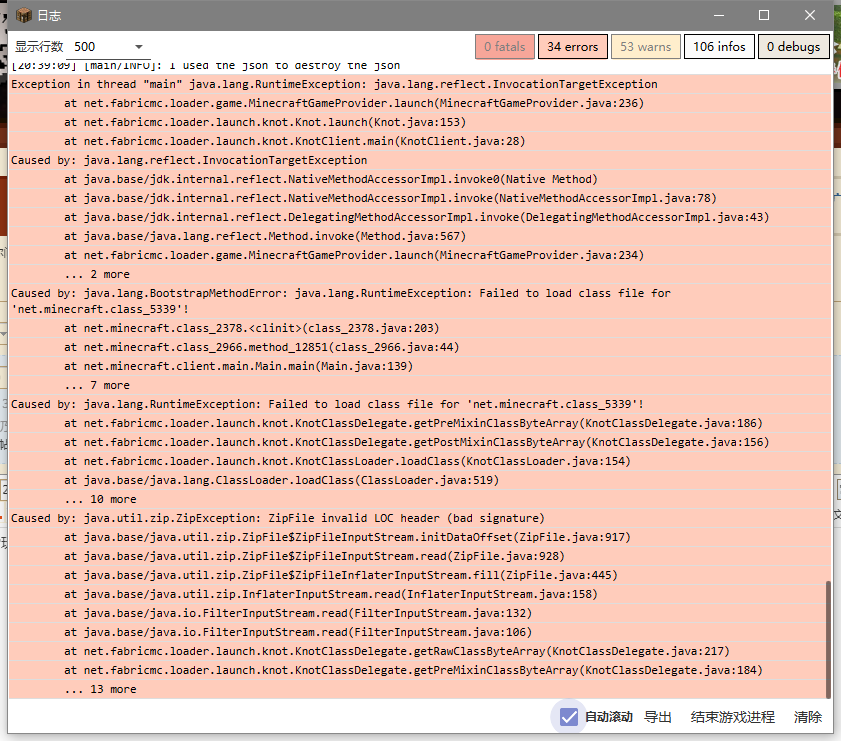 日志
显示行数 500
0 fatals 34 errors 53 warns 106 infos 0 debugs
[20:39:09] [main/INFO]: I used the json to destroy the json
Exception in thread "main" java.lang.RuntimeException: java.lang.reflect.InvocationTargetException
at net.fabricmc.loader.game.MinecraftGameProvider.launch(MinecraftGameProvider.java:236)
at net.fabricmc.loader.launch.knot.Knot.launch(Knot.java:153)
at net.fabricmc.loader.launch.knot.KnotClient.main(KnotClient.java:28)
Caused by: java.lang.reflect.InvocationTargetException
at java.base/jdk.internal.reflect.NativeMethodAccessorImpl.invoke0(Native Method)
at java.base/jdk.internal.reflect.NativeMethodAccessorImpl.invoke(NativeMethodAccessorImpl.java:78)
at java.base/jdk.internal.reflect.DelegatingMethodAccessorImpl.invoke(DelegatingMethodAccessorImpl.java:43)
at java.base/java.lang.reflect.Method.invoke(Method.java:567)
at net.fabricmc.loader.game.MinecraftGameProvider.launch(MinecraftGameProvider.java:234)
... 2 more
Caused by: java.lang.BootstrapMethodError: java.lang.RuntimeException: Failed to load class file for
'net.minecraft.class_5339'!
at net.minecraft.class_2378.<clinit>(class_2378.java:203)
at net.minecraft.class_2966.method_12851(class_2966.java:44)
at net.minecraft.client.main.Main.main(Main.java:139)
... 7 more
Caused by: java.lang.RuntimeException: Failed to load class file for 'net.minecraft.class_5339'!
at net.fabricmc.loader.launch.knot.KnotClassDelegate.getPreMixinClassByteArray(KnotClassDelegate.java:186)
at net.fabricmc.loader.launch.knot.KnotClassDelegate.getPostMixinClassByteArray(KnotClassDelegate.java:156)
at net.fabricmc.loader.launch.knot.KnotClassLoader.loadClass(KnotClassLoader.java:154)
at java.base/java.lang.ClassLoader.loadClass(ClassLoader.java:519)
... 10 more
Caused by: java.util.zip.ZipException: ZipFile invalid LOC header (bad signature)
at java.base/java.util.zip.ZipFile$ZipFileInputStream.initDataOffset(ZipFile.java:917)
at java.base/java.util.zip.ZipFile$ZipFileInputStream.read(ZipFile.java:928)
at java.base/java.util.zip.ZipFile$ZipFileInflaterInputStream.fill(ZipFile.java:445)
at java.base/java.util.zip.InflaterInputStream.read(InflaterInputStream.java:158)
at java.base/java.io.FilterInputStream.read(FilterInputStream.java:132)
at java.base/java.io.FilterInputStream.read(FilterInputStream.java:106)
at net.fabricmc.loader.launch.knot.KnotClassDelegate.getRawClassByteArray(KnotClassDelegate.java:217)
at net.fabricmc.loader.launch.knot.KnotClassDelegate.getPreMixinClassByteArray(KnotClassDelegate.java:184)
... 13 more
自动滚动 导出 结束游戏进程 清除